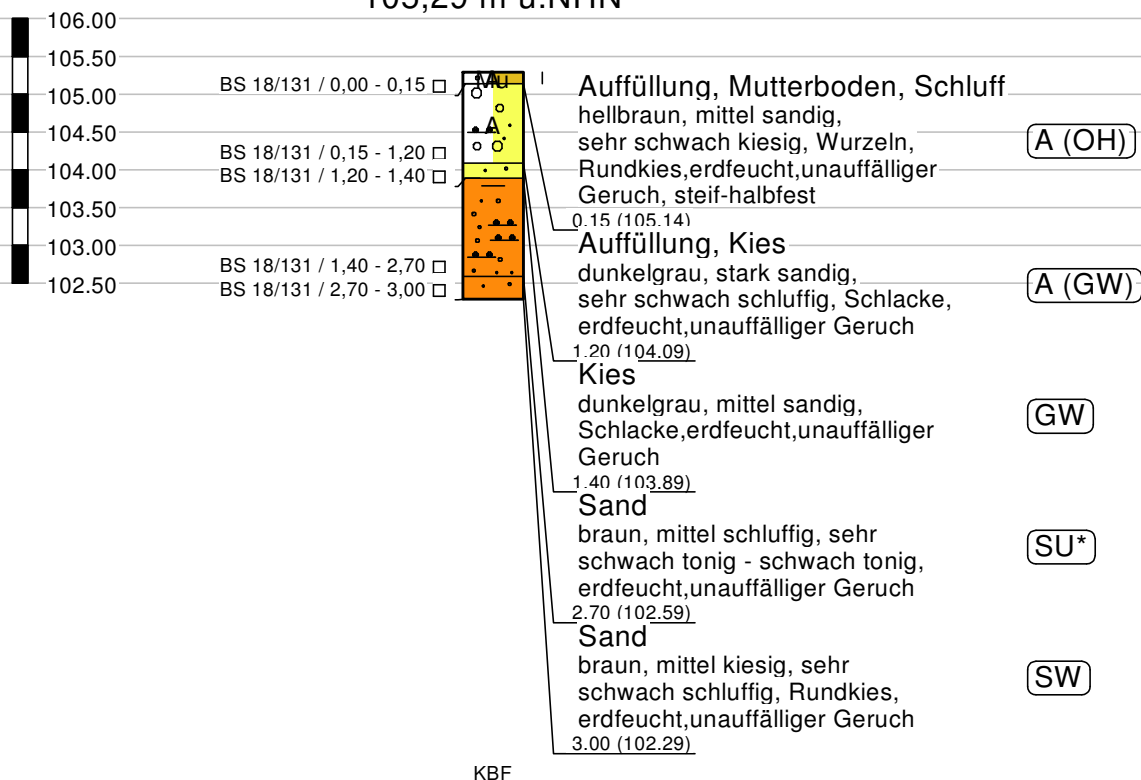 105,29 m ü.NHN
106.00
105.50
105.00
104.50
104.00
103.50
103.00
102.50
BS 18/131 / 0,00 - 0,15
BS 18/131 / 0,15 - 1,20
BS 18/131 / 1,20 - 1,40
BS 18/131 / 1,40 - 2,70
BS 18/131 / 2,70 - 3,00
Mu
A
Auffüllung, Mutterboden, Schluff
hellbraun, mittel sandig,
sehr schwach kiesig, Wurzeln,
Rundkies,erdfeucht,unauffälliger
Geruch, steif-halbfest
0.15 (105.14)
A (OH)
Auffüllung, Kies
dunkelgrau, stark sandig,
sehr schwach schluffig, Schlacke,
erdfeucht,unauffälliger Geruch
1.20 (104.09)
A (GW)
Kies
dunkelgrau, mittel sandig,
Schlacke,erdfeucht,unauffälliger
Geruch
1.40 (103.89)
GW
Sand
braun, mittel schluffig, sehr
schwach tonig - schwach tonig,
erdfeucht,unauffälliger Geruch
2.70 (102.59)
SU*
Sand
braun, mittel kiesig, sehr
schwach schluffig, Rundkies,
erdfeucht,unauffälliger Geruch
3.00 (102.29)
SW
KBF